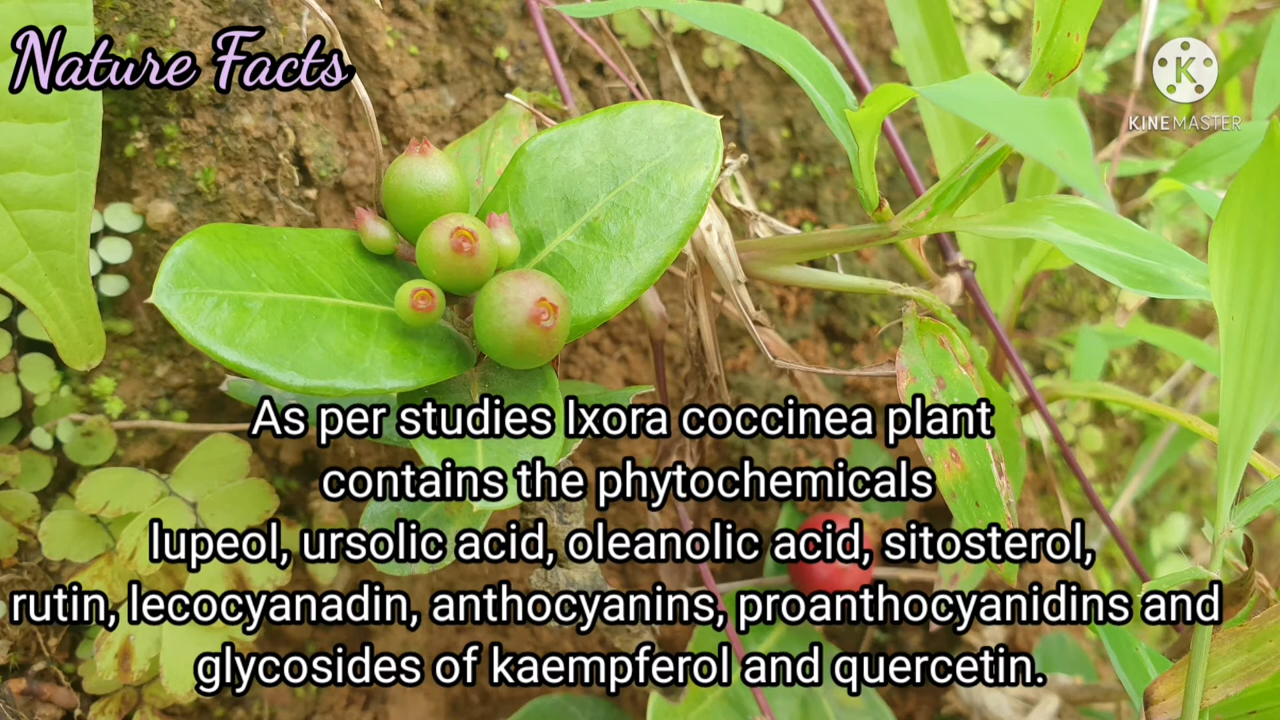 Nature Facts
KINEMASTER
As per studies Ixora coccinea plant
contains the phytochemicals
lupeol, ursolic acid, oleanolic acid, sitosterol,
rutin, lecocyanadin, anthocyanins, proanthocyanidins and
glycosides of kaempferol and quercetin.